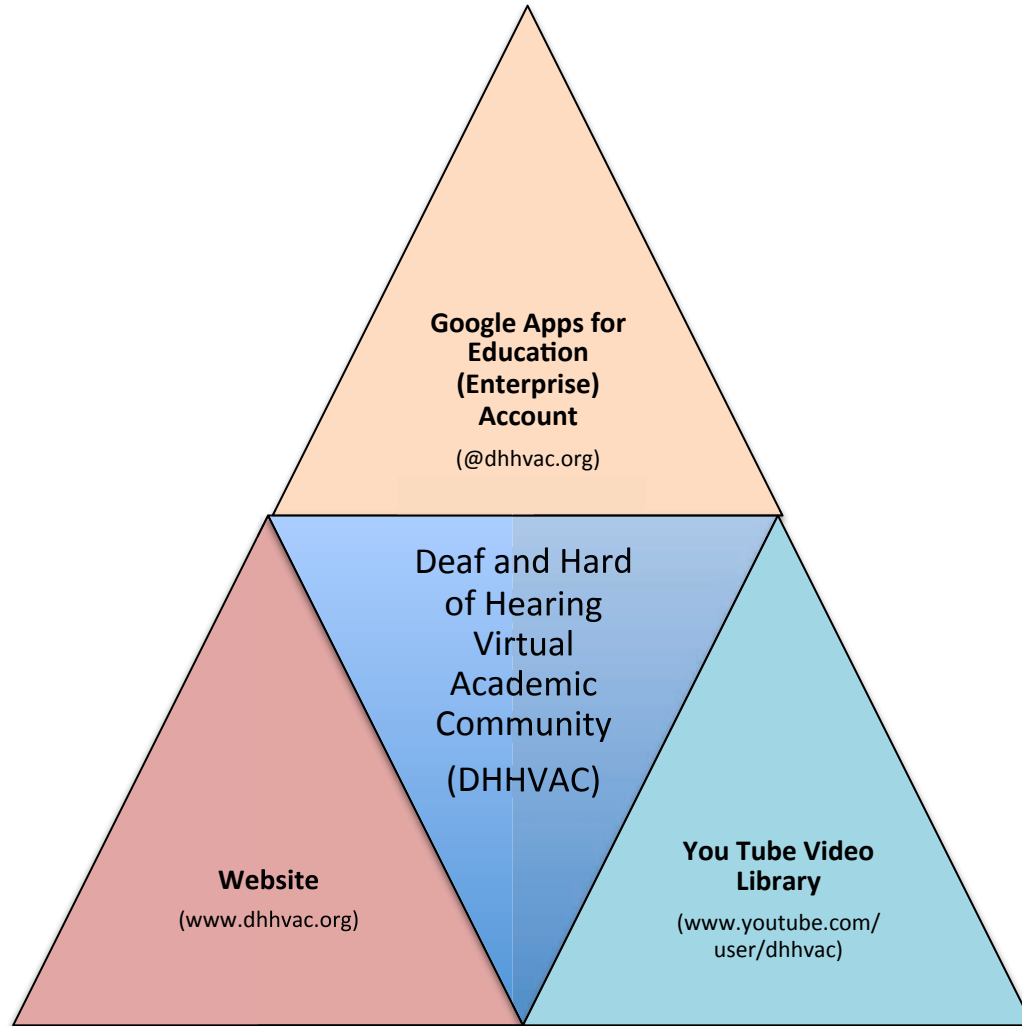 Google Apps for
Education
(Enterprise)
Account
(@dhhvac.org)
Deaf and Hard
of Hearing
Virtual
Academic
Community
(DHHVAC)
Website
(www.dhhvac.org)
You Tube Video
Library
(www.youtube.com/
user/dhhvac)